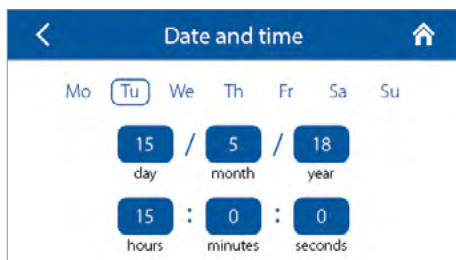 Date and time
Mo Tu We Th Fr Sa Su
15 / 5 / 18
day month year
15 : 0 : 0
hours minutes seconds